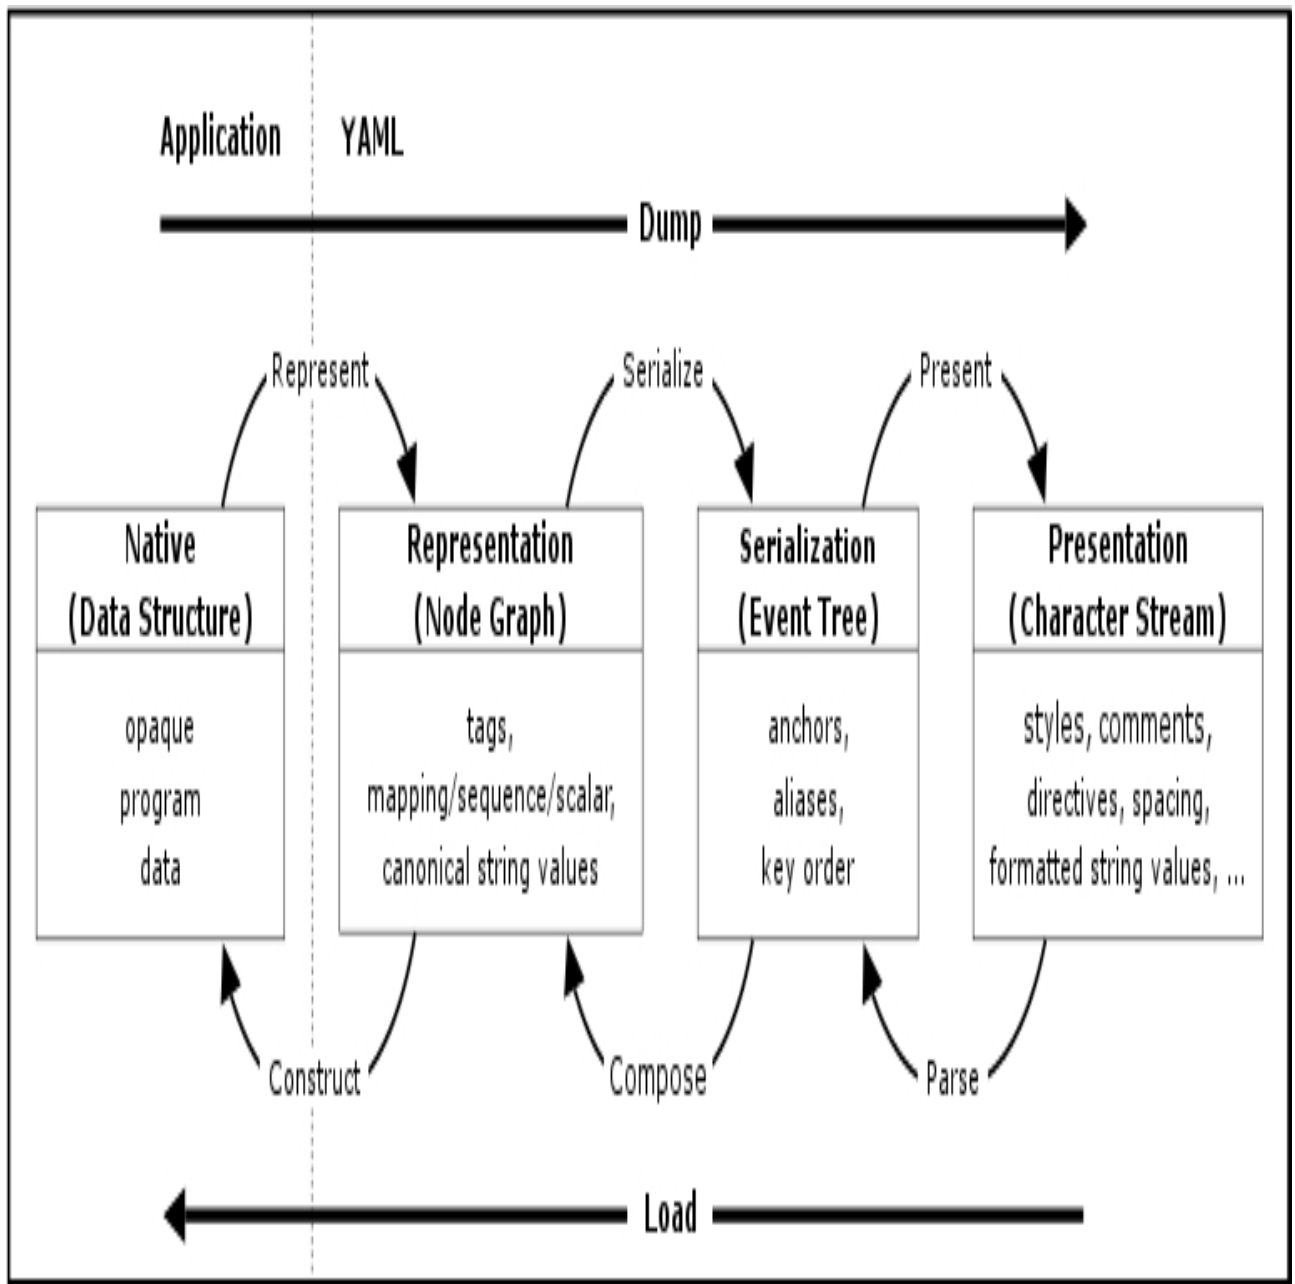 Application
YAML
Dump
Represent
Serialize
Present
Native
(Data Structure)
opaque
program
data
Representation
(Node Graph)
tags,
mapping/sequence/scalar,
canonical string values
Serialization
(Event Tree)
anchors,
aliases,
key order
Presentation
(Character Stream)
styles, comments,
directives, spacing,
formatted string values, ...
Construct
Compose
Parse
Load